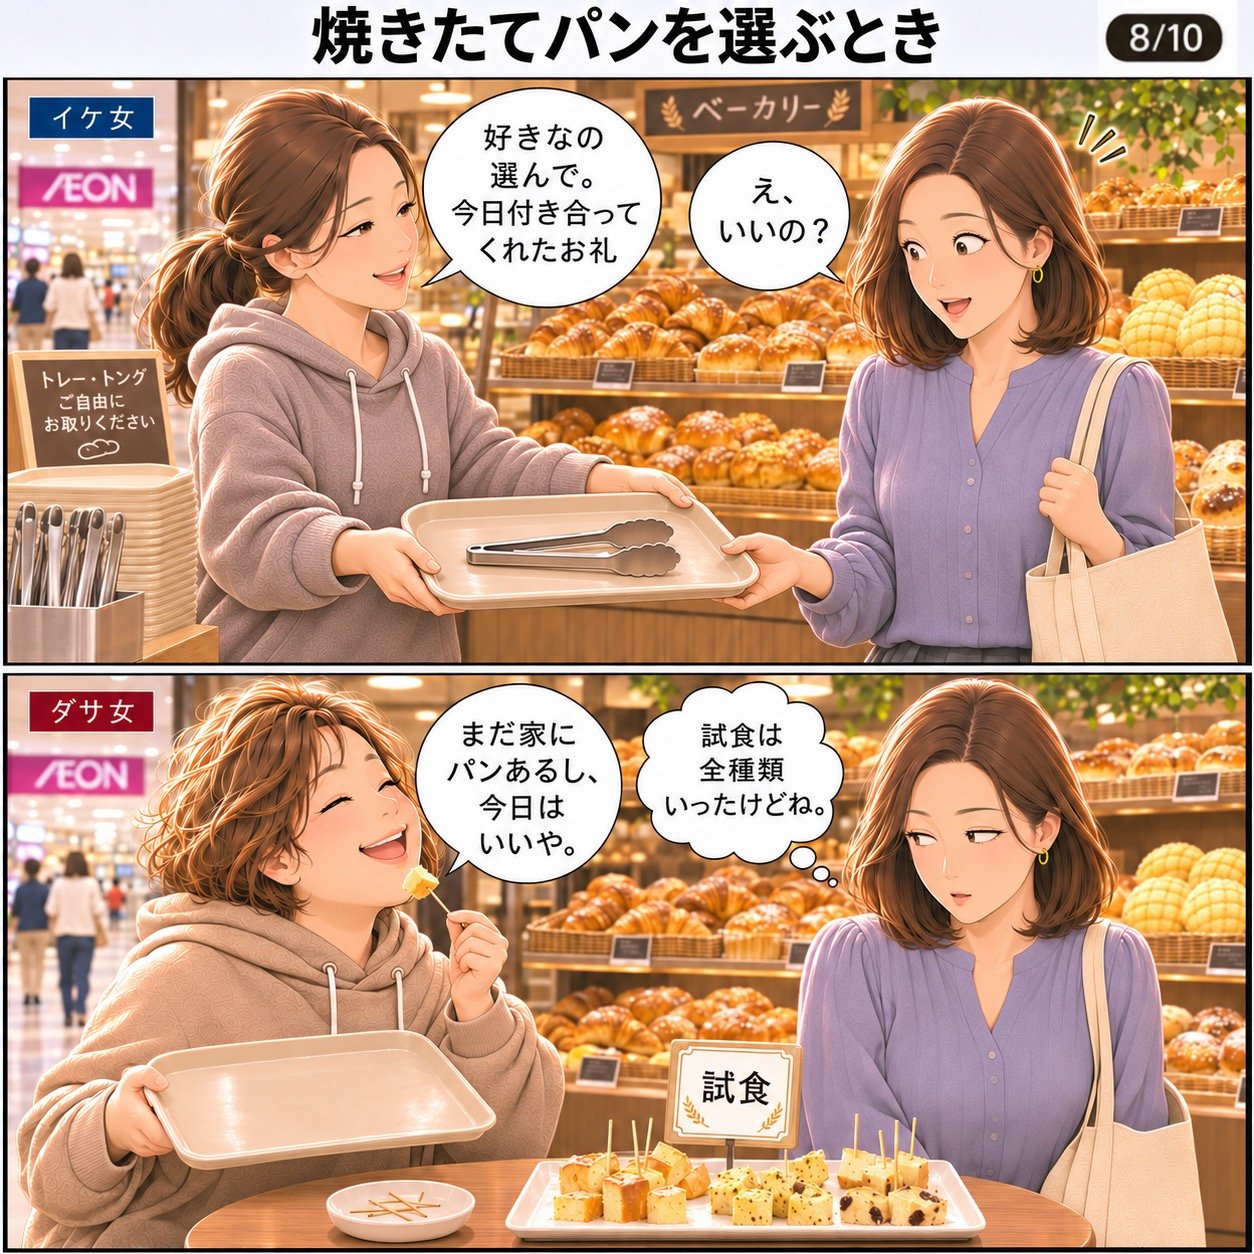 焼きたてパンを選ぶとき
8/10
イケ女
ÆON
ベーカリー
好きなの
選んで。
今日付き合って
くれたお礼
え、
いいの？
トレー・トング
ご自由に
お取りください
ダサ女
ÆON
まだ家に
パンあるし、
今日は
いいや。
試食は
全種類
いったけどね。
試食